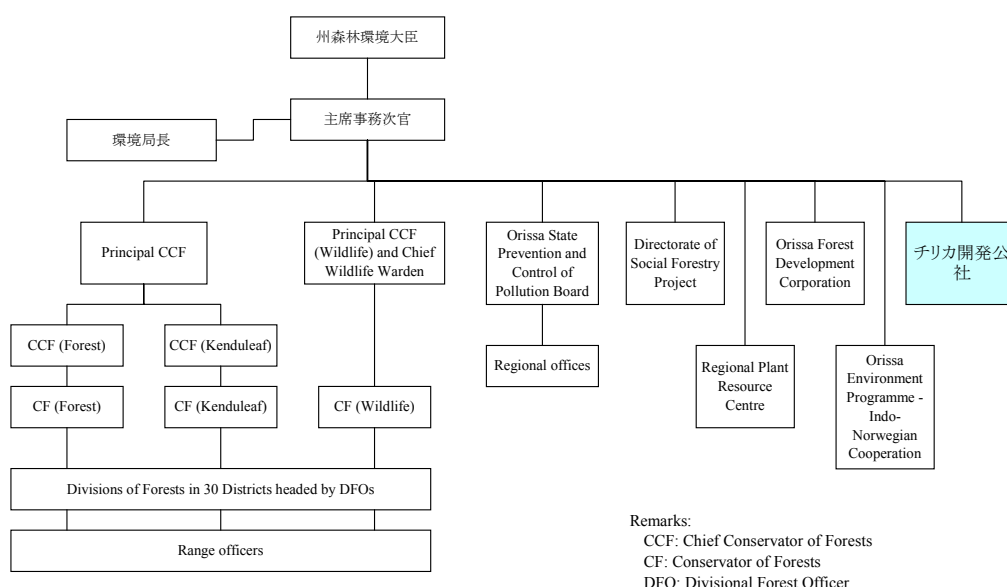 州森林環境大臣
主席事務次官
環境局長
Principal CCF
Principal CCF
(Wildlife) and Chief
Wildlife Warden
Orissa State
Prevention and
Control of
Pollution Board
Directorate of
Social Forestry
Project
Orissa Forest
Development
Corporation
チリカ開発公
社
CCF (Forest)
CCF (Kenduleaf)
Regional offices
Regional Plant
Resource
Centre
Orissa
Environment
Programme -
Indo-
Norwegian
Cooperation
CF (Forest)
CF (Kenduleaf)
CF (Wildlife)
Divisions of Forests in 30 Districts headed by DFOs
Range officers
Remarks:
CCF: Chief Conservator of Forests
CF: Conservator of Forests
DFO: Divisional Forest Officer